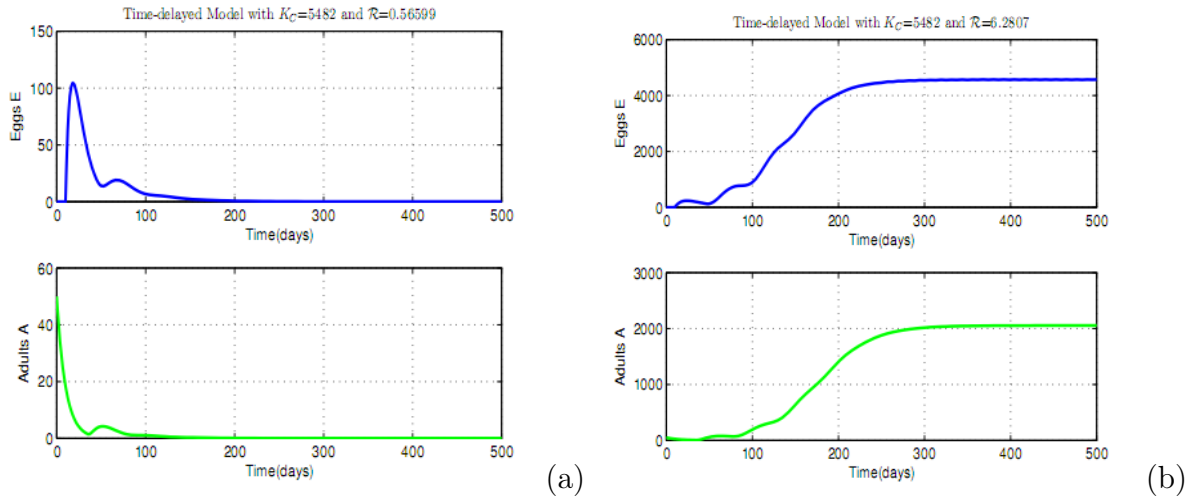 Time-delayed Model with K_C=5482 and ℛ=0.56599
150
100
50
0
Eggs E
0 100 200 300 400 500
Time(days)
60
40
20
0
Adults A
0 100 200 300 400 500
Time(days)
(a)
Time-delayed Model with K_C=5482 and ℛ=6.2807
6000
4000
2000
0
Eggs E
0 100 200 300 400 500
Time(days)
3000
2000
1000
0
Adults A
0 100 200 300 400 500
Time(days)
(b)